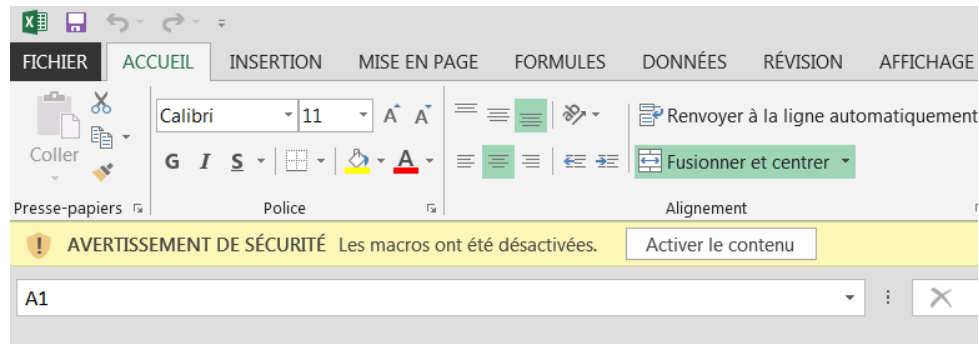 FICHIER ACCUEIL INSERTION MISE EN PAGE FORMULES DONNÉES RÉVISION AFFICHAGE
Calibri 11 A A Renvoyer à la ligne automatiquement
Coller G I S A Fusionner et centrer
Presse-papiers Police Alignement
AVERTISSEMENT DE SÉCURITÉ Les macros ont été désactivées. Activer le contenu
A1